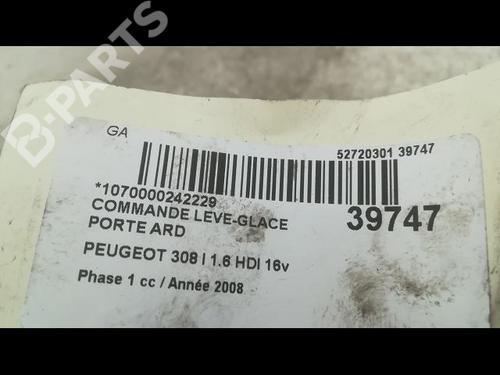 B-PARTS
GA
52720301 39747
*1070000242229
COMMANDE LEVE-GLACE
PORTE ARD
39747
PEUGEOT 308 I 1.6 HDI 16v
Phase 1 cc / Année 2008